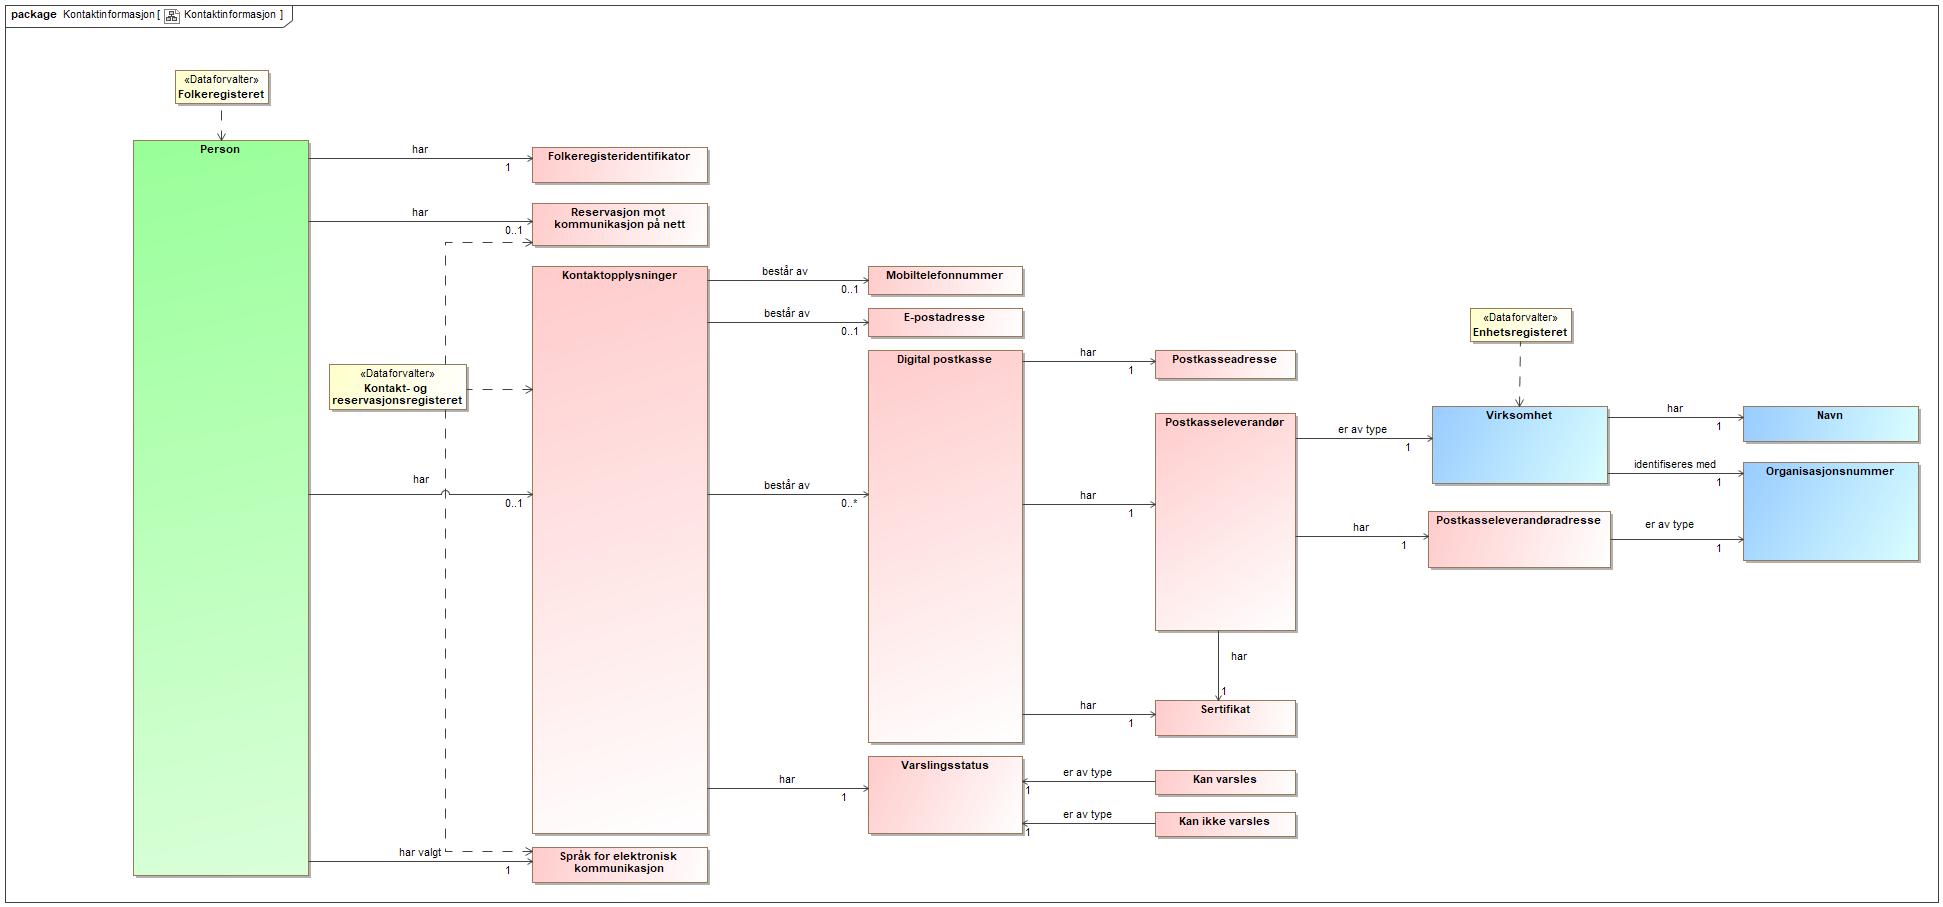 package Kontaktinformasjon [ Kontaktinformasjon ]
«Dataforvalter»
Folkeregisteret
Person
har
1
Folkeregisteridentifikator
har
0..1
Reservasjon mot
kommunikasjon på nett
Kontaktopplysninger
består av
0..1
Mobiltelefonnummer
består av
0..1
E-postadresse
«Dataforvalter»
Enhetsregisteret
Digital postkasse
har
1
Postkasseadresse
«Dataforvalter»
Kontakt- og
reservasjonsregisteret
Postkasseleverandør
er av type
1
Virksomhet
har
1
Navn
identifiseres med
1
Organisasjonsnummer
har
0..1
består av
0..*
har
1
har
1
Postkasseleverandøradresse
er av type
1
har
1
har
1
Sertifikat
har
1
Varslingsstatus
er av type
1
Kan varsles
er av type
1
Kan ikke varsles
har valgt
1
Språk for elektronisk
kommunikasjon